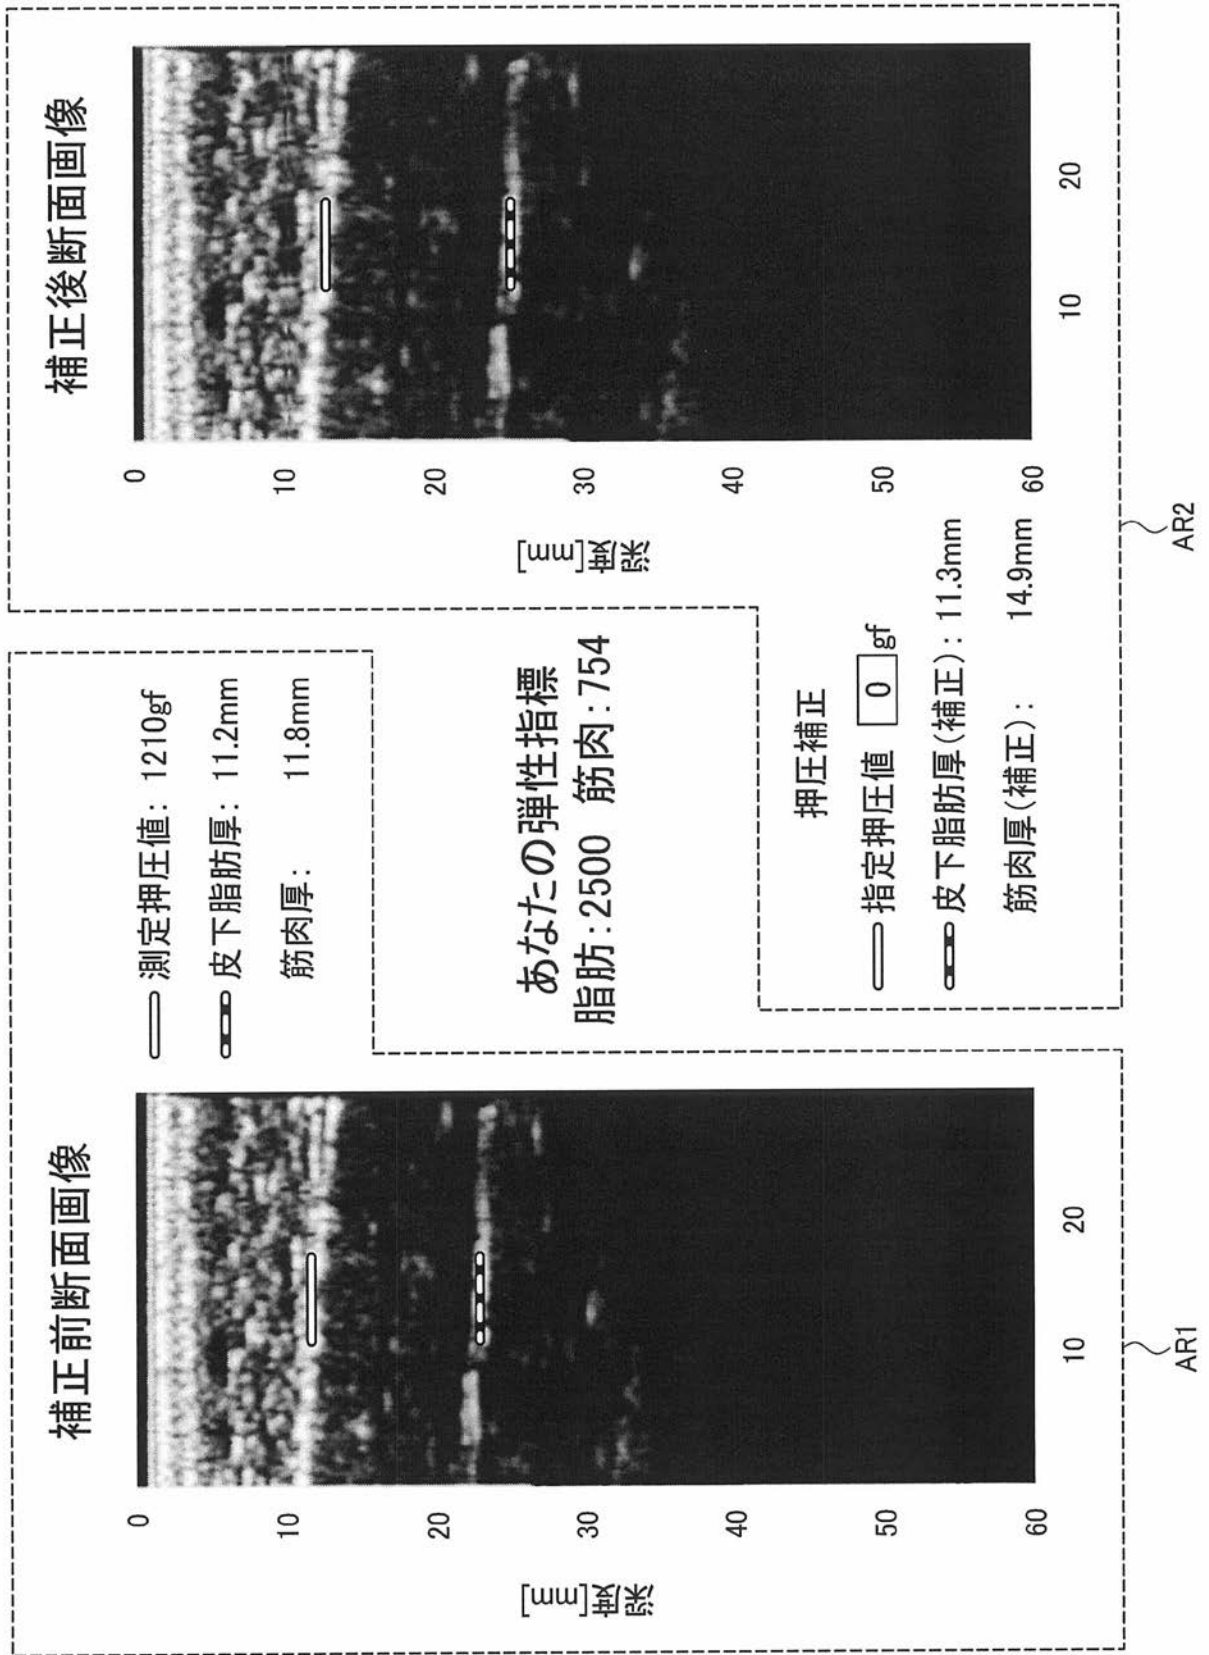 補正前断面画像
0
10
20
30
40
50
60
深度[mm]
10
20
測定押圧値: 1210gf
皮下脂肪厚: 11.2mm
筋肉厚: 11.8mm
AR1
あなたの弾性指標
脂肪:2500 筋肉:754
補正後断面画像
0
10
20
30
40
50
60
深度[mm]
10
20
押圧補正
指定押圧値 0 gf
皮下脂肪厚(補正): 11.3mm
筋肉厚(補正): 14.9mm
AR2